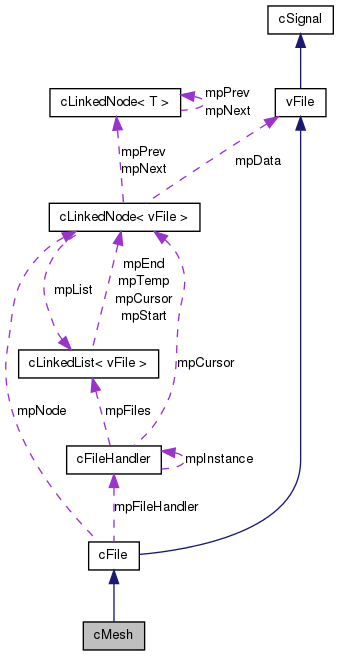 cSignal
cLinkedNode< T >
mpPrev
mpNext
vFile
mpPrev
mpNext
mpData
cLinkedNode< vFile >
mpList
mpEnd
mpTemp
mpCursor
mpStart
cLinkedList< vFile >
mpCursor
mpNode
mpFiles
cFileHandler
mpInstance
mpFileHandler
cFile
cMesh